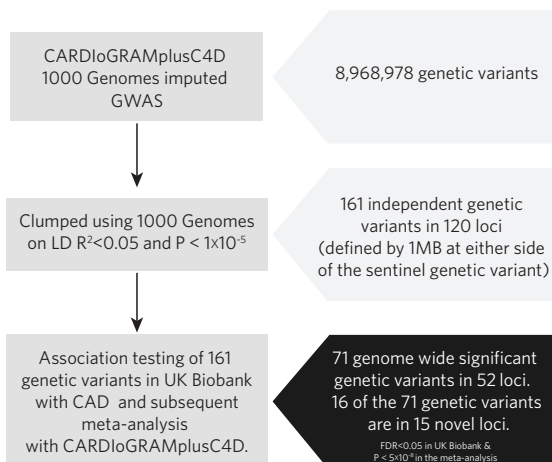 CARDIoGRAMplusC4D
1000 Genomes imputed
GWAS
8,968,978 genetic variants
Clumped using 1000 Genomes
on LD R²<0.05 and P < 1x10⁻⁵
161 independent genetic
variants in 120 loci
(defined by 1MB at either side
of the sentinel genetic variant)
Association testing of 161
genetic variants in UK Biobank
with CAD and subsequent
meta-analysis
with CARDIoGRAMplusC4D.
71 genome wide significant
genetic variants in 52 loci.
16 of the 71 genetic variants
are in 15 novel loci.
FDR<0.05 in UK Biobank &
P < 5x10⁻⁸ in the meta-analysis